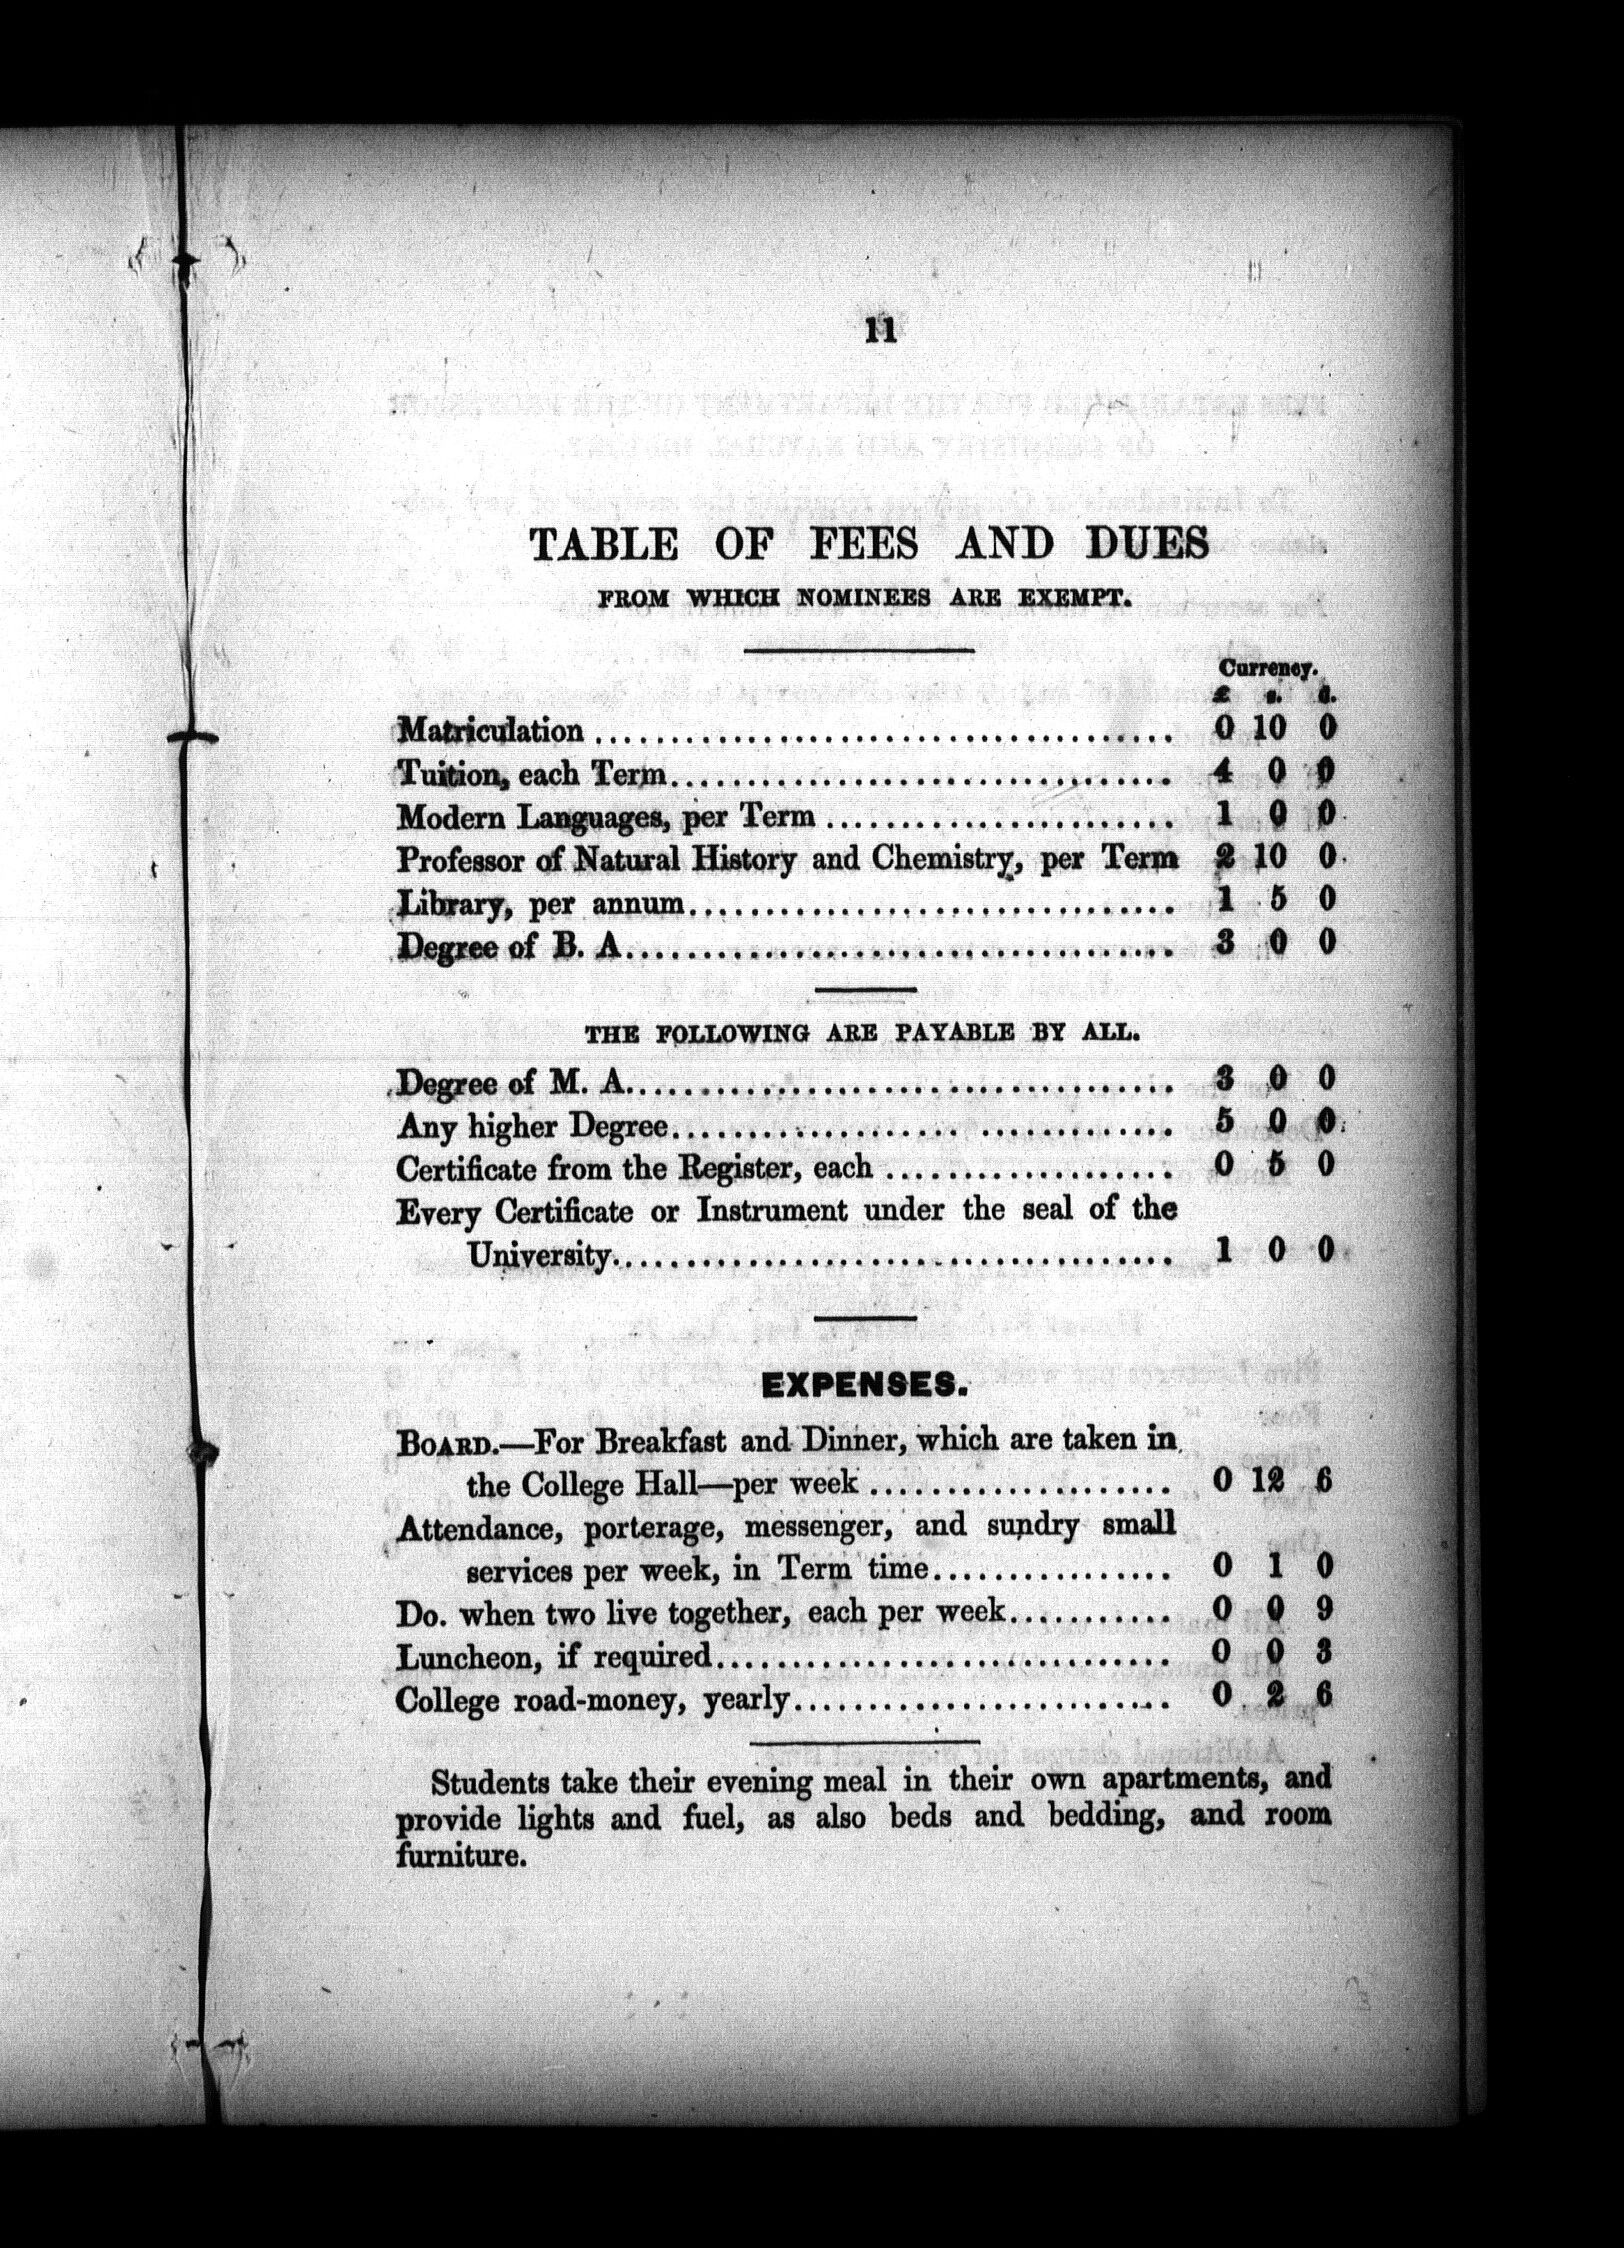 11
TABLE OF FEES AND DUES
FROM WHICH NOMINEES ARE EXEMPT.
Currency.
£ s. d.
Matriculation ...................................... 0 10 0
Tuition, each Term................................. 4 0 0
Modern Languages, per Term ....................... 1 0 0
Professor of Natural History and Chemistry, per Term 2 10 0
Library, per annum................................ 1 5 0
Degree of B. A.................................... 3 0 0
THE FOLLOWING ARE PAYABLE BY ALL.
Degree of M. A.................................... 3 0 0
Any higher Degree................................. 5 0 0
Certificate from the Register, each ................... 0 5 0
Every Certificate or Instrument under the seal of the
University..................................... 1 0 0
EXPENSES.
BOARD.—For Breakfast and Dinner, which are taken in
the College Hall—per week .................... 0 12 6
Attendance, porterage, messenger, and sundry small
services per week, in Term time................ 0 1 0
Do. when two live together, each per week........... 0 0 9
Luncheon, if required.............................. 0 0 3
College road-money, yearly......................... 0 2 6
Students take their evening meal in their own apartments, and
provide lights and fuel, as also beds and bedding, and room
furniture.